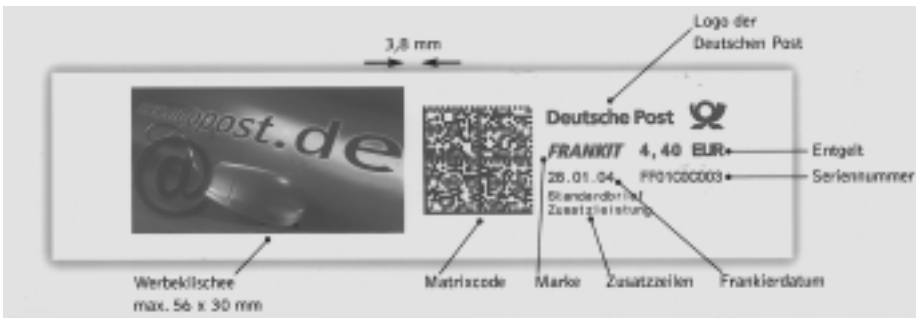 Logo der
Deutschen Post
3,8 mm
post.de
@
Deutsche Post
FRANKIT 4,40 EUR
Entgelt
28.01.04 FF01C0C003
Seriennummer
Standardbrief
Zusatzleistung
Werbeklischee
max. 56 x 30 mm
Matrixcode
Marke
Zusatzzeilen
Frankierdatum